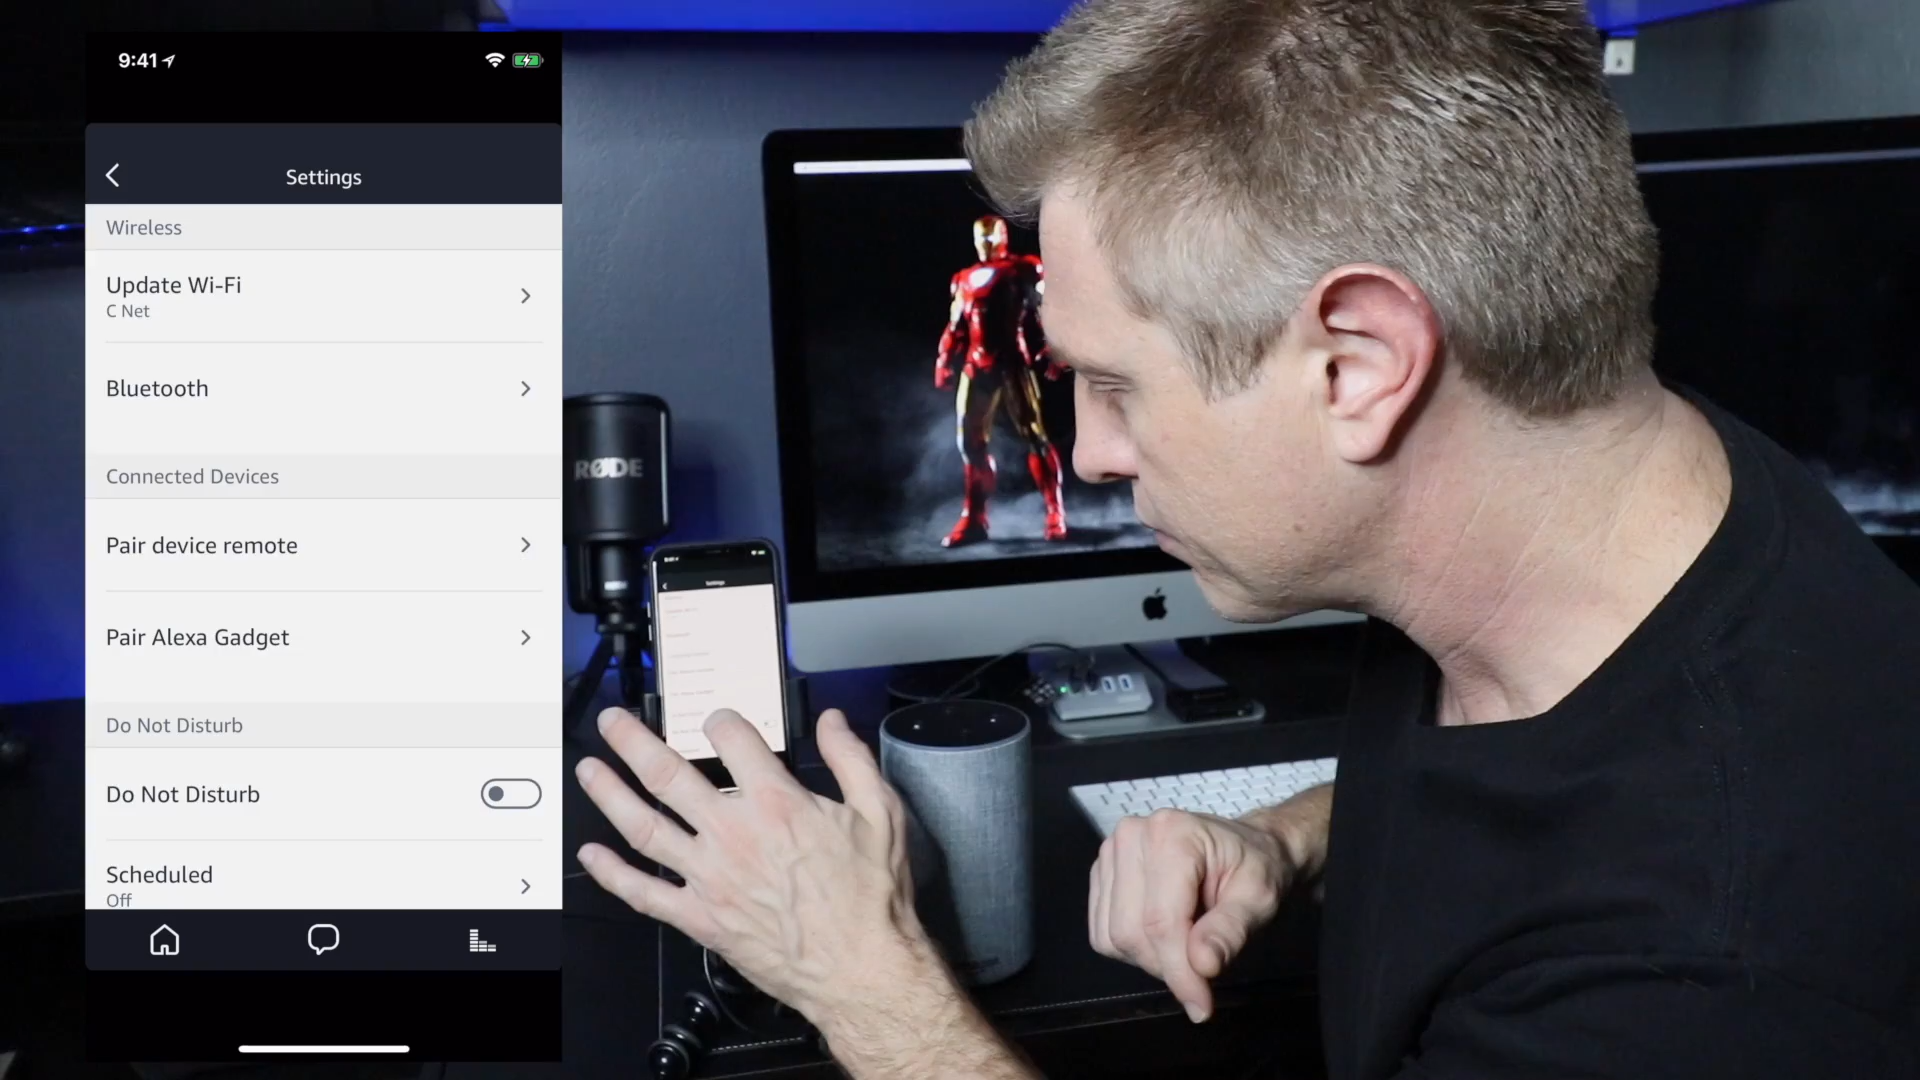 9:41
Settings
Wireless
Update Wi-Fi
C Net
Bluetooth
Connected Devices
Pair device remote
Pair Alexa Gadget
Do Not Disturb
Do Not Disturb
Scheduled
Off
RØDE
Settings